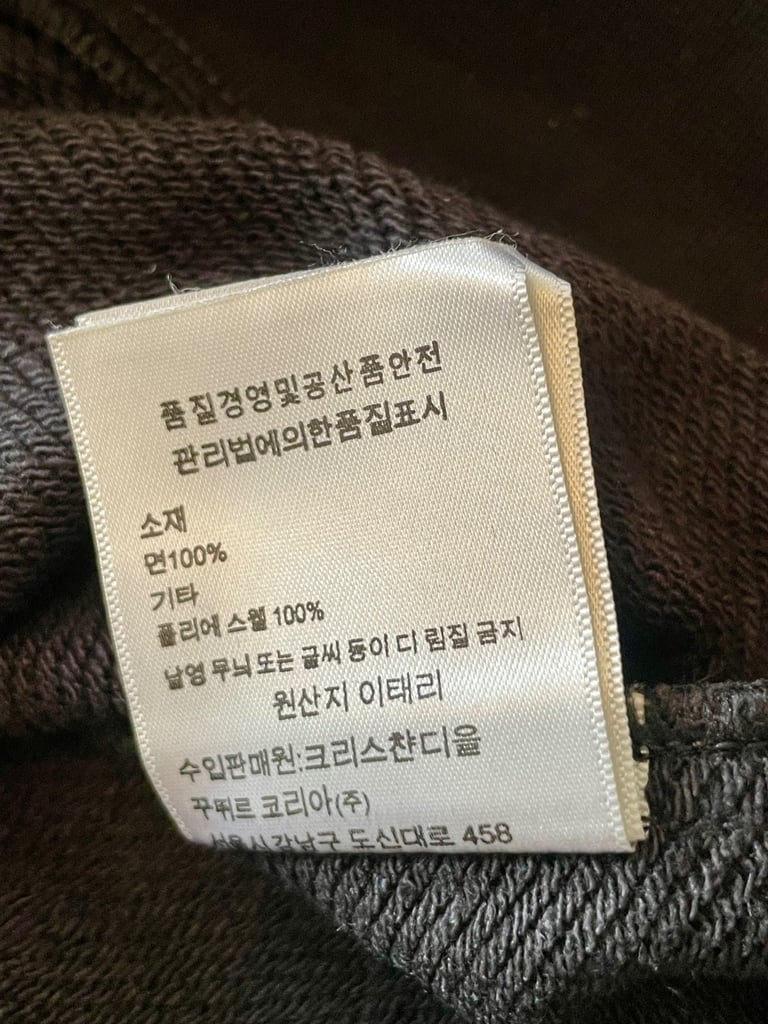 품질경영및공산품안전
관리법에의한품질표시
소재
면100%
기타
폴리에 스웰 100%
날영 무늬 또는 글씨 등이 디 림질 금지
원산지 이태리
수입판매원:크리스챤디올
꾸뛰르 코리아(주)
서울시강남구 도신대로 458